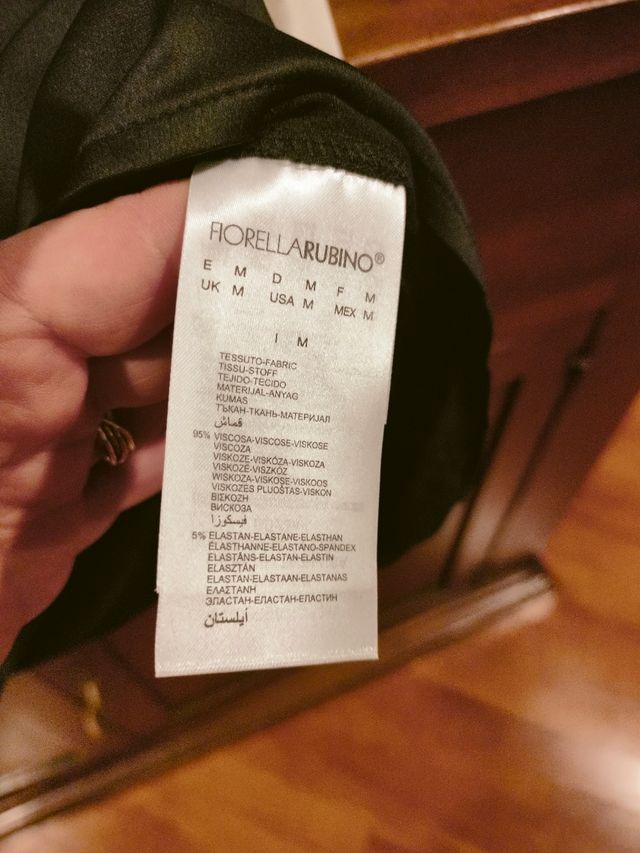 FIORELLARUBINO®
E M D M F M
UK M USA M MEX M
I M
TESSUTO-FABRIC
TISSU-STOFF
TEJIDO-TECIDO
MATERIJAL-ANYAG
KUMAS
ТЪКАН-ТКАНЬ-МАТЕРИЈАЛ
قماش
95% VISCOSA-VISCOSE-VISKOSE
VISCOZA
VISKOZE-VISKÓZA-VISKOZA
VISKOZĖ-VISZKÓZ
WISKOZA-VISKOSE-VISKOOS
VISKOZES PLUOŠTAS-VISKON
ΒΙΣΚΟΖΗ
ВИСКОЗА
فيسكوزا
5% ELASTAN-ELASTANE-ELASTHAN
ÉLASTHANNE-ELASTANO-SPANDEX
ELASTĀNS-ELASTAN-ELASTIN
ELASZTÁN
ELASTAN-ELASTAAN-ELASTANAS
ΕΛΑΣΤΑΝΗ
ЭЛАСТАН-ЕЛАСТАН-ЕЛАСТИН
أيلستان